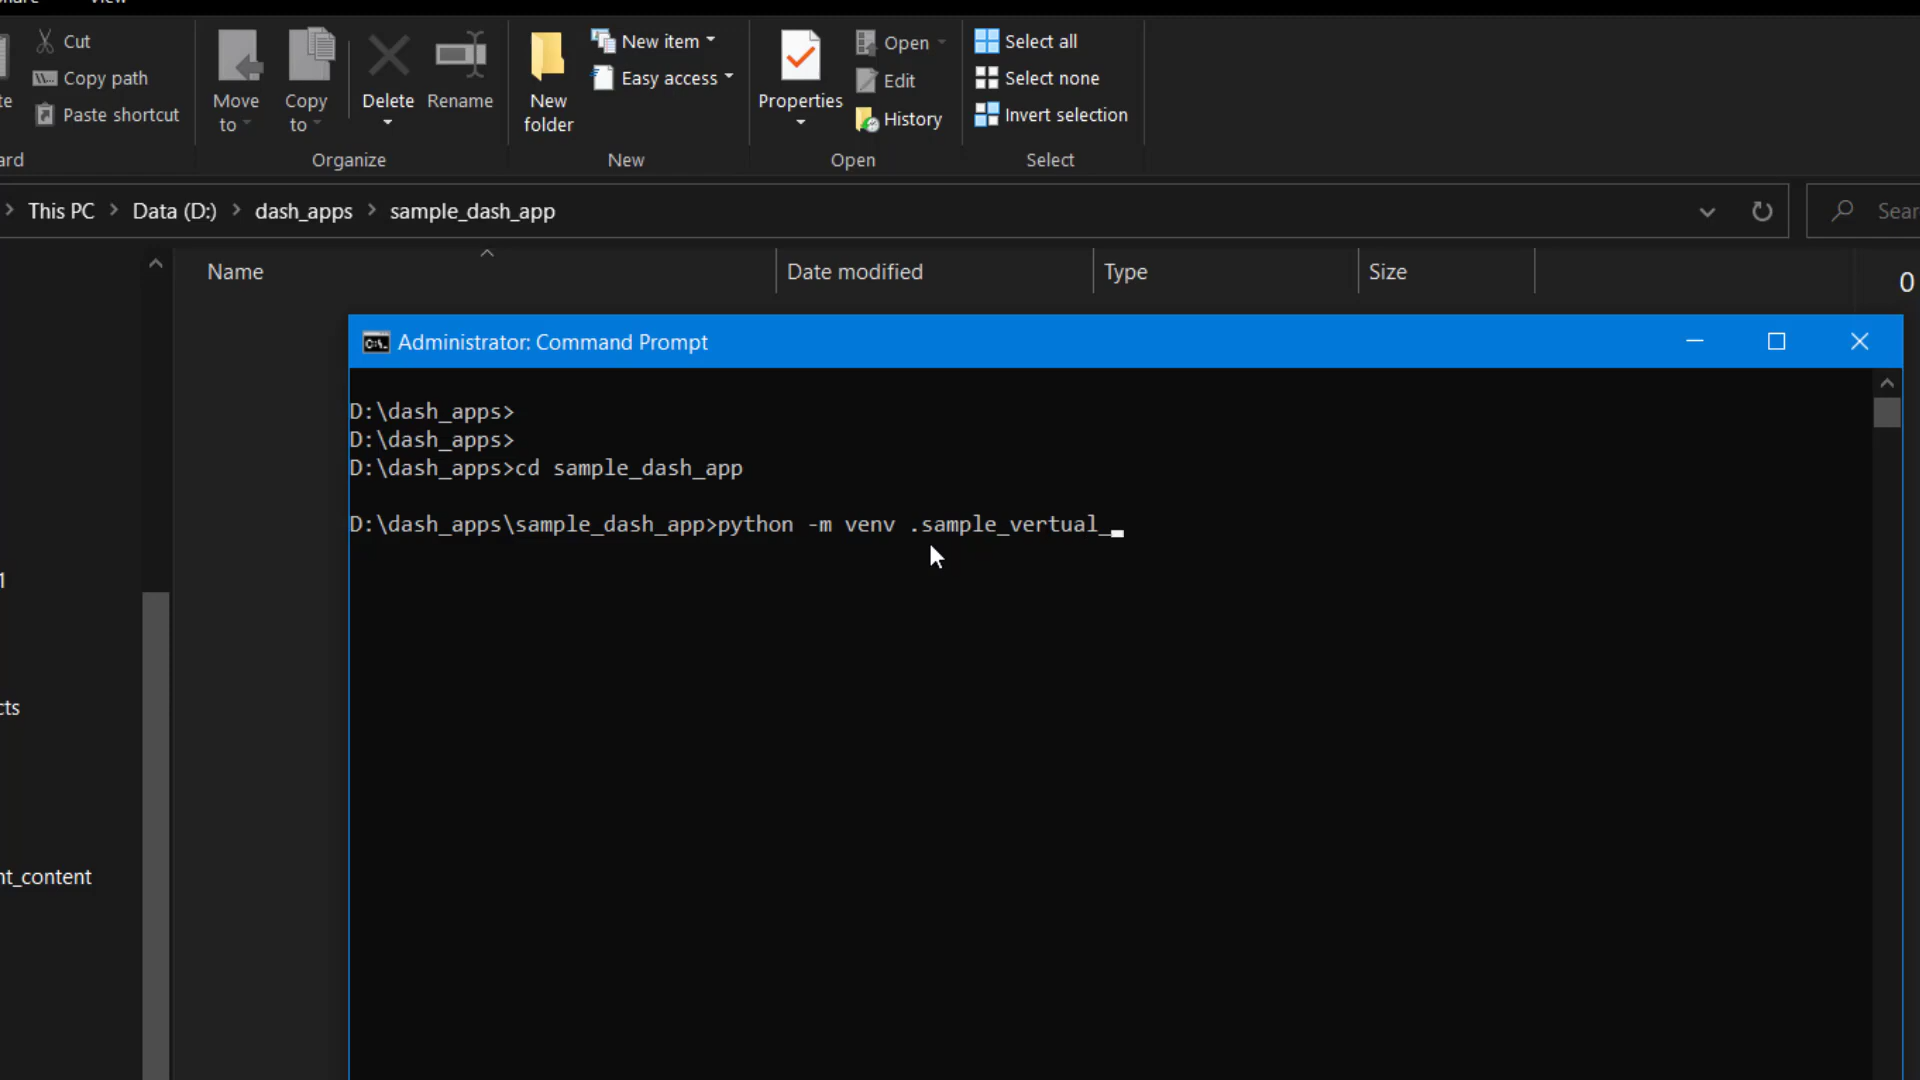 Cut
Copy path
Paste shortcut
Move to
Copy to
Delete
Rename
Organize
New folder
New item
Easy access
New
Properties
Open
Edit
History
Open
Select all
Select none
Invert selection
Select
This PC > Data (D:) > dash_apps > sample_dash_app
Name
Date modified
Type
Size
0
Administrator: Command Prompt
D:\dash_apps>
D:\dash_apps>
D:\dash_apps>cd sample_dash_app
D:\dash_apps\sample_dash_app>python -m venv .sample_vertual_